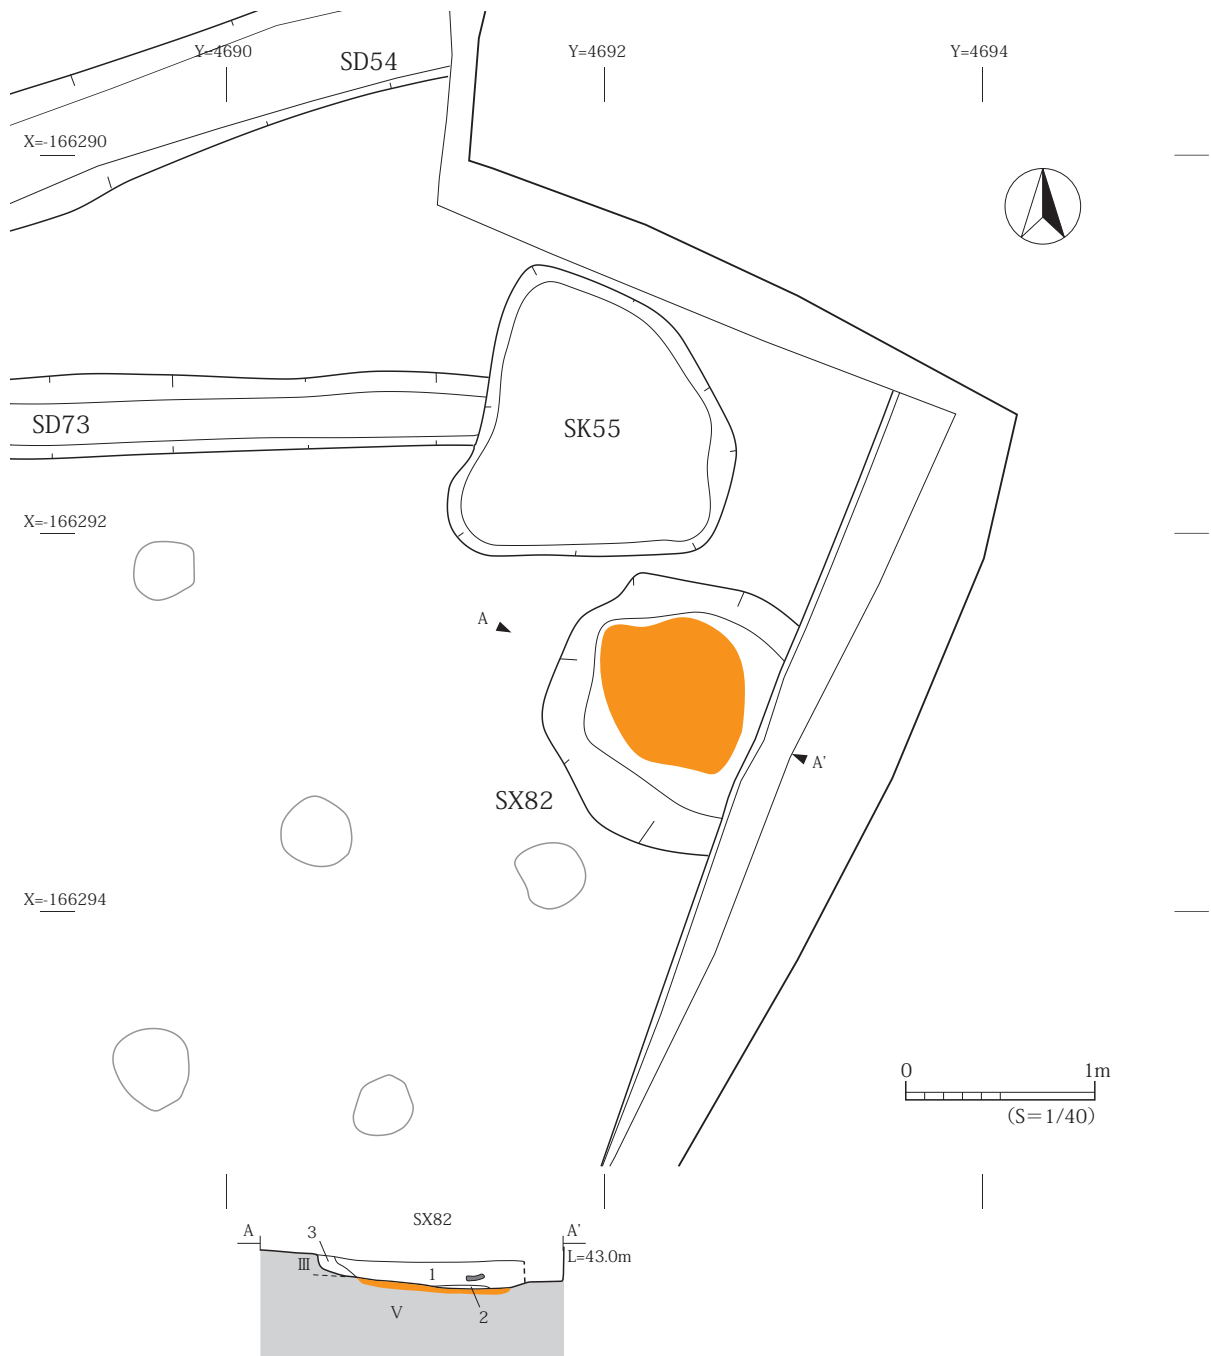 Y=4690
Y=4692
Y=4694
SD54
X=-166290
SD73
SK55
X=-166292
A
A'
SX82
X=-166294
0 1m
(S=1/40)
SX82
A A'
3
L=43.0m
Ⅲ
1
V
2